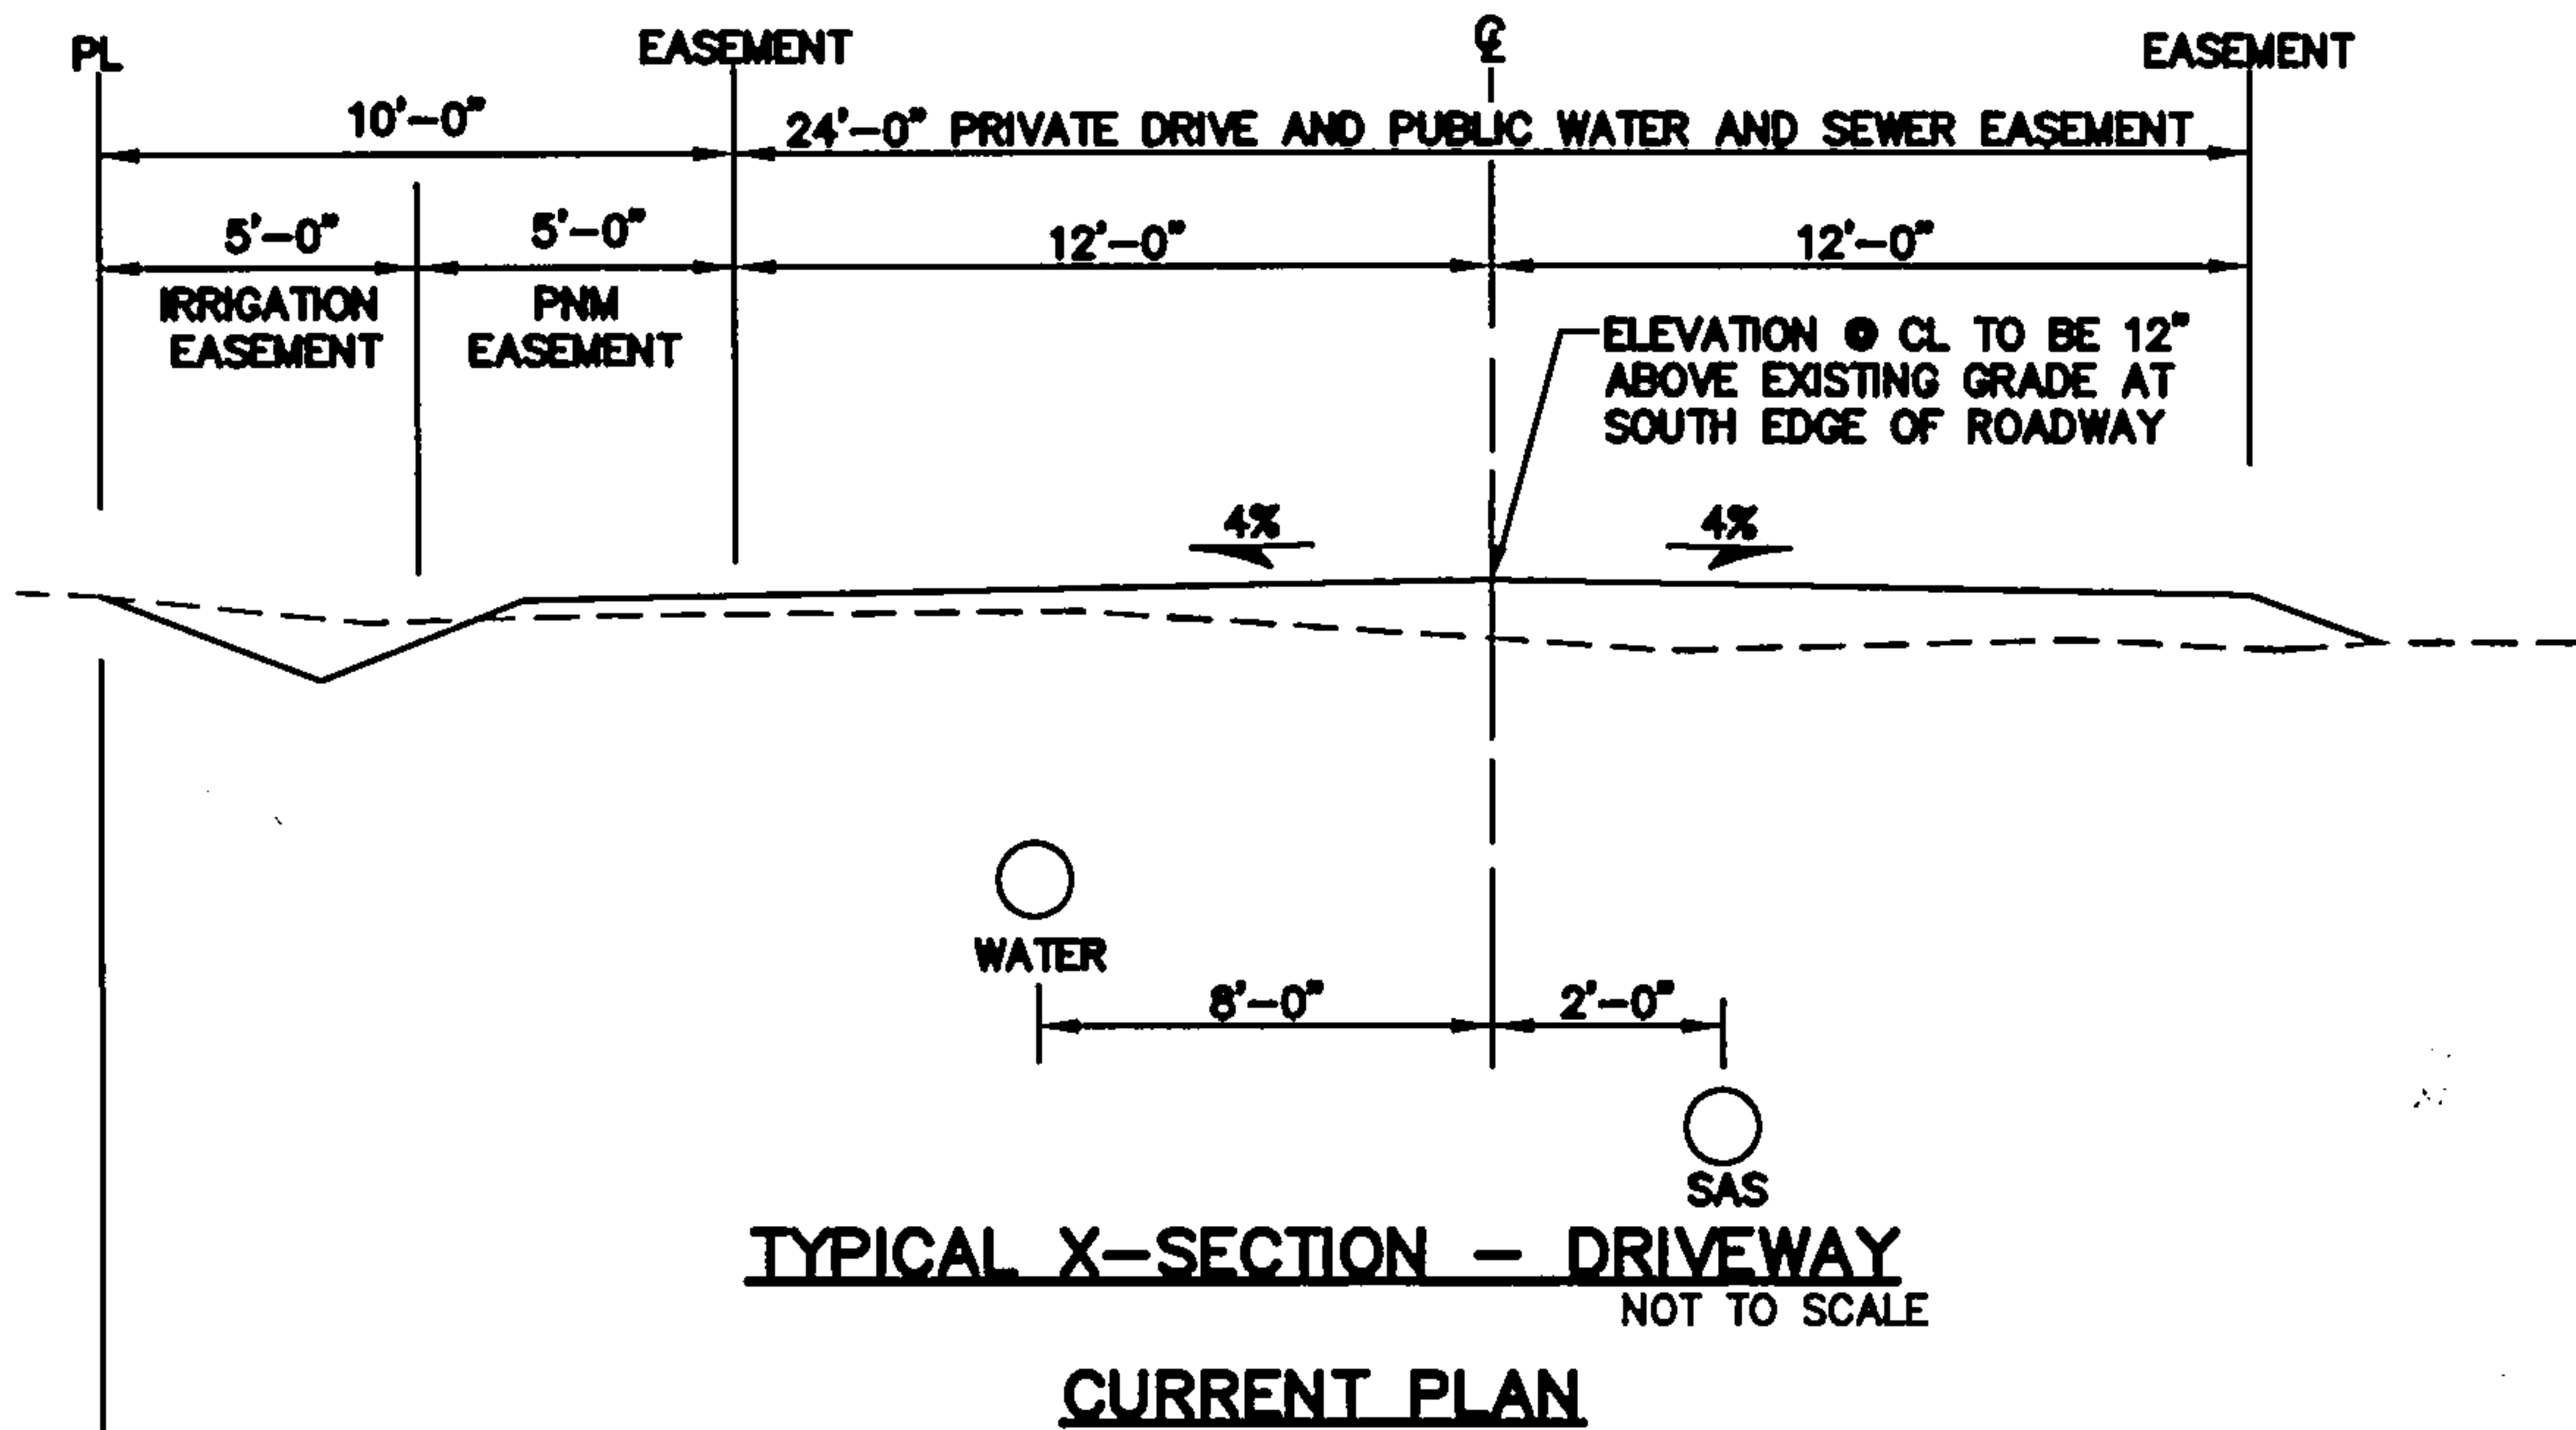 PL
EASEMENT
℄
EASEMENT
10'-0"
24'-0" PRIVATE DRIVE AND PUBLIC WATER AND SEWER EASEMENT
5'-0"
5'-0"
12'-0"
12'-0"
IRRIGATION
EASEMENT
PNM
EASEMENT
ELEVATION @ CL TO BE 12"
ABOVE EXISTING GRADE AT
SOUTH EDGE OF ROADWAY
4%
4%
WATER
8'-0"
2'-0"
SAS
TYPICAL X-SECTION - DRIVEWAY
NOT TO SCALE
CURRENT PLAN